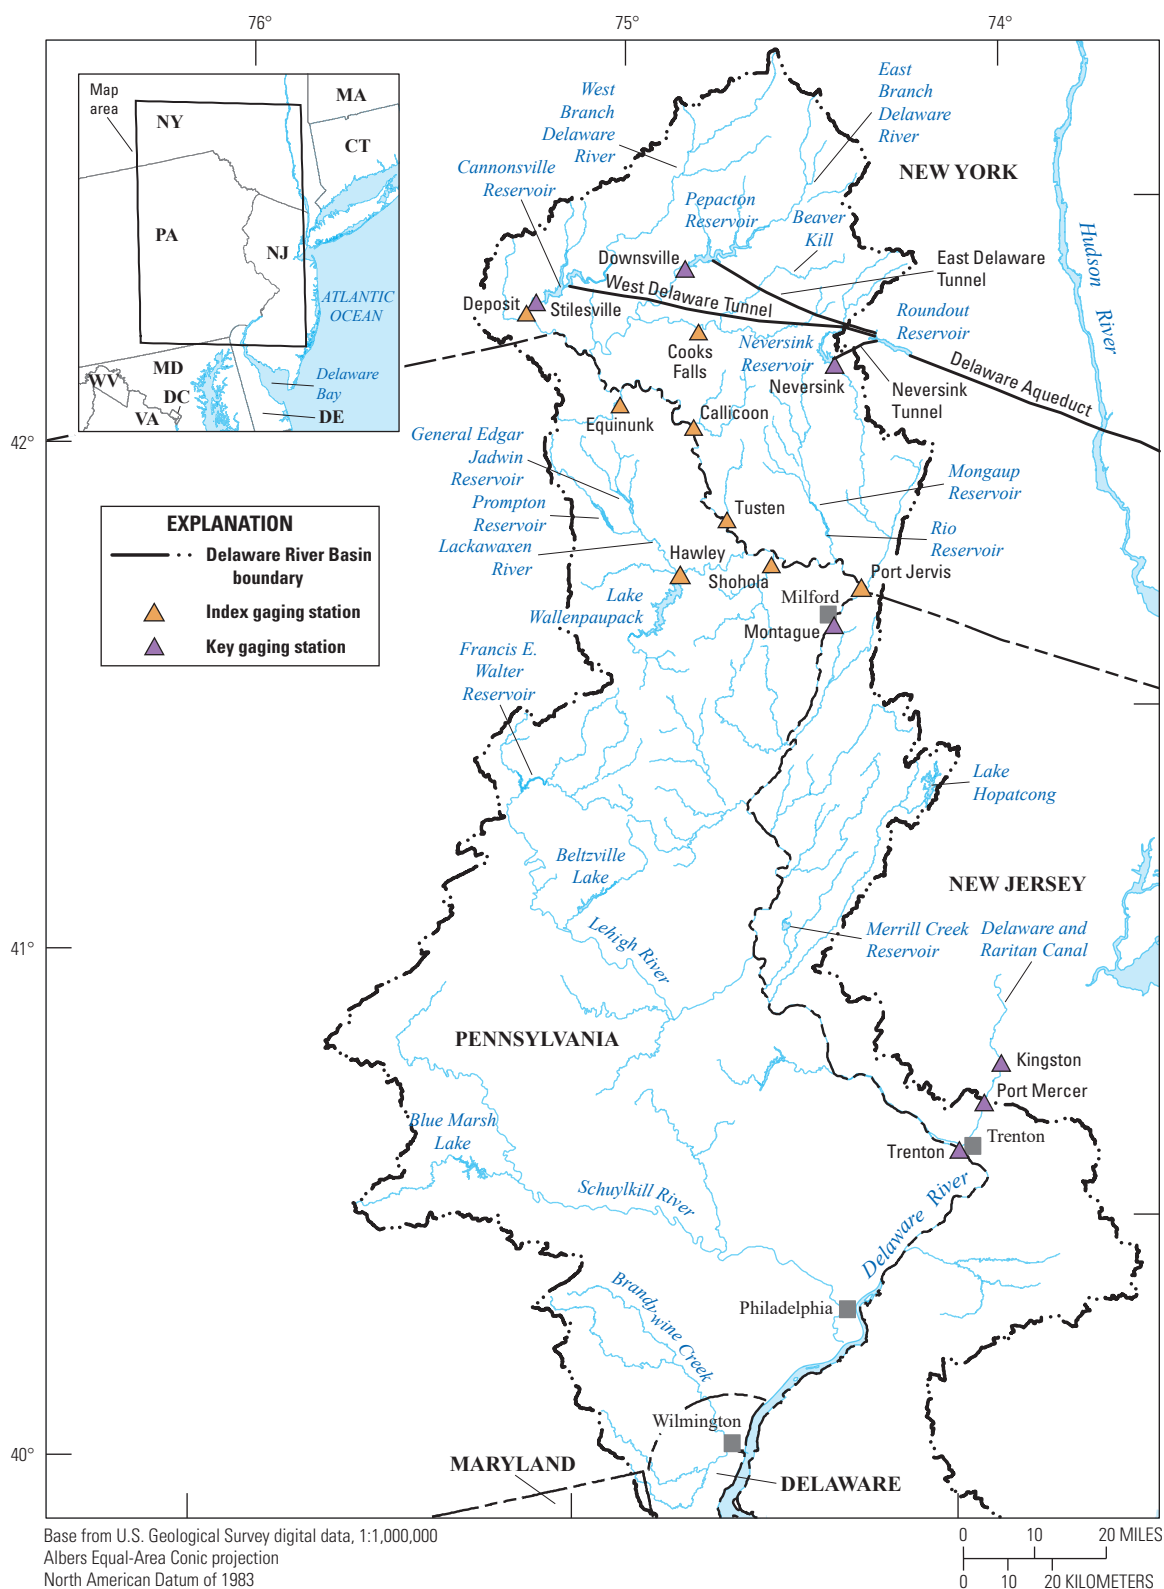 76°
75°
74°
42°
41°
40°
Map
area
NY
MA
CT
PA
NJ
ATLANTIC
OCEAN
MD
WV
DC
VA
Delaware
Bay
DE
EXPLANATION
Delaware River Basin
boundary
Index gaging station
Key gaging station
West
Branch
Delaware
River
East
Branch
Delaware
River
Cannonsville
Reservoir
NEW YORK
Pepacton
Reservoir
Beaver
Kill
Hudson River
Downsville
East Delaware
Tunnel
West Delaware Tunnel
Deposit
Stilesville
Roundout
Reservoir
Cooks
Falls
Neversink
Reservoir
Neversink
Neversink
Tunnel
Delaware Aqueduct
Equinunk
Callicoon
General Edgar
Jadwin
Reservoir
Prompton
Reservoir
Lackawaxen
River
Mongaup
Reservoir
Tusten
Rio
Reservoir
Hawley
Shohola
Port Jervis
Lake
Wallenpaupack
Milford
Montague
Francis E.
Walter
Reservoir
Lake
Hopatcong
Beltzville
Lake
NEW JERSEY
Lehigh River
Merrill Creek
Reservoir
Delaware and
Raritan Canal
PENNSYLVANIA
Kingston
Port Mercer
Blue Marsh
Lake
Trenton
Trenton
Schuylkill River
Delaware River
Brandywine Creek
Philadelphia
Wilmington
MARYLAND
DELAWARE
Base from U.S. Geological Survey digital data, 1:1,000,000
Albers Equal-Area Conic projection
North American Datum of 1983
0 10 20 MILES
0 10 20 KILOMETERS